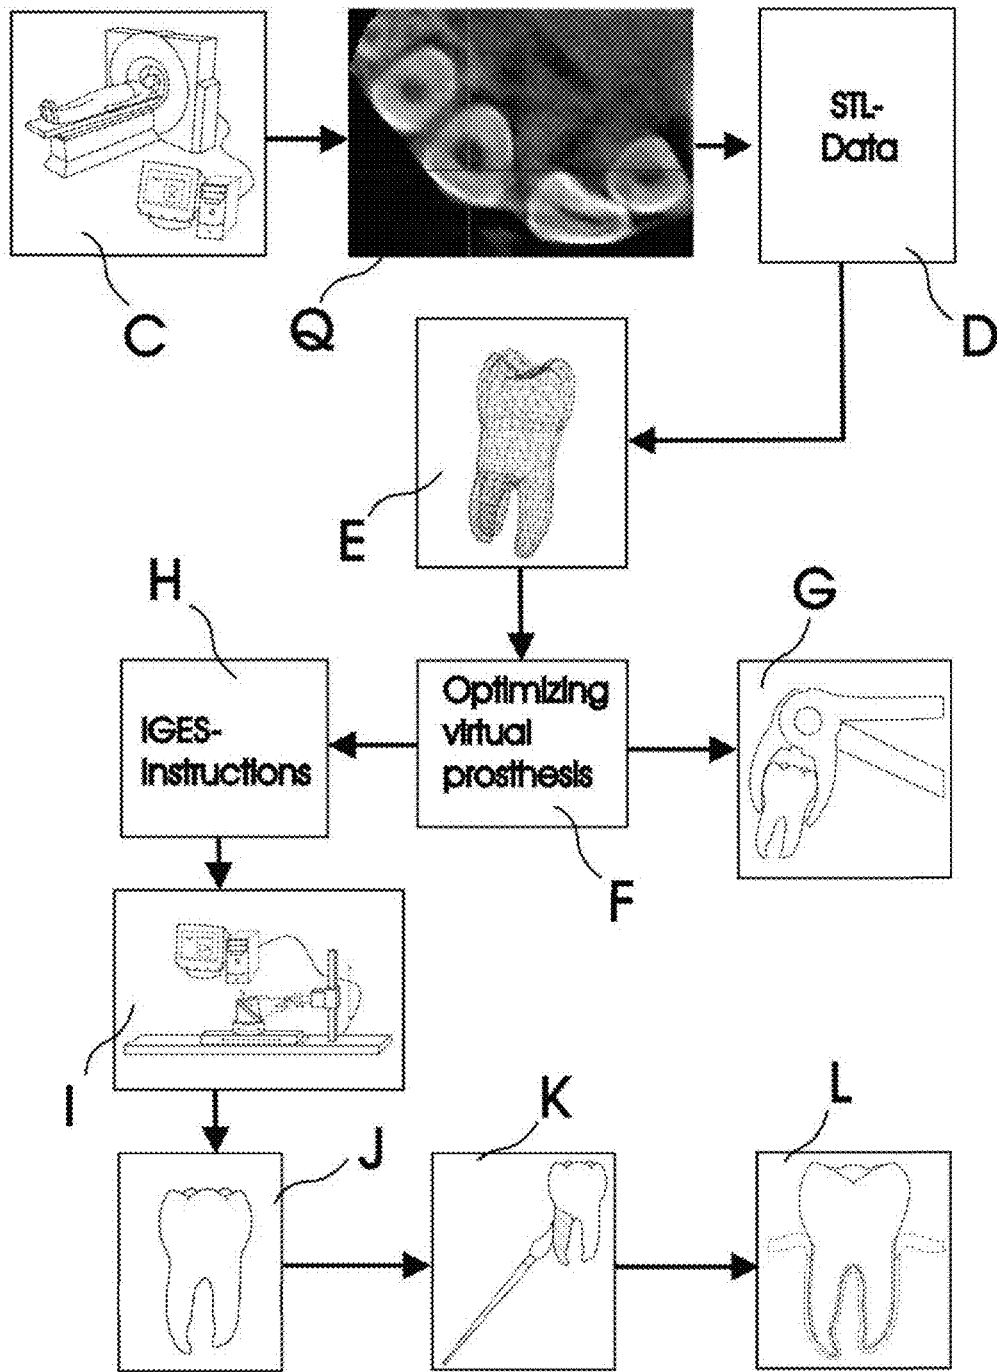 STL-
Data
C
Q
D
E
H
G
IGES-
Instructions
Optimizing
virtual
prosthesis
F
I
J
K
L